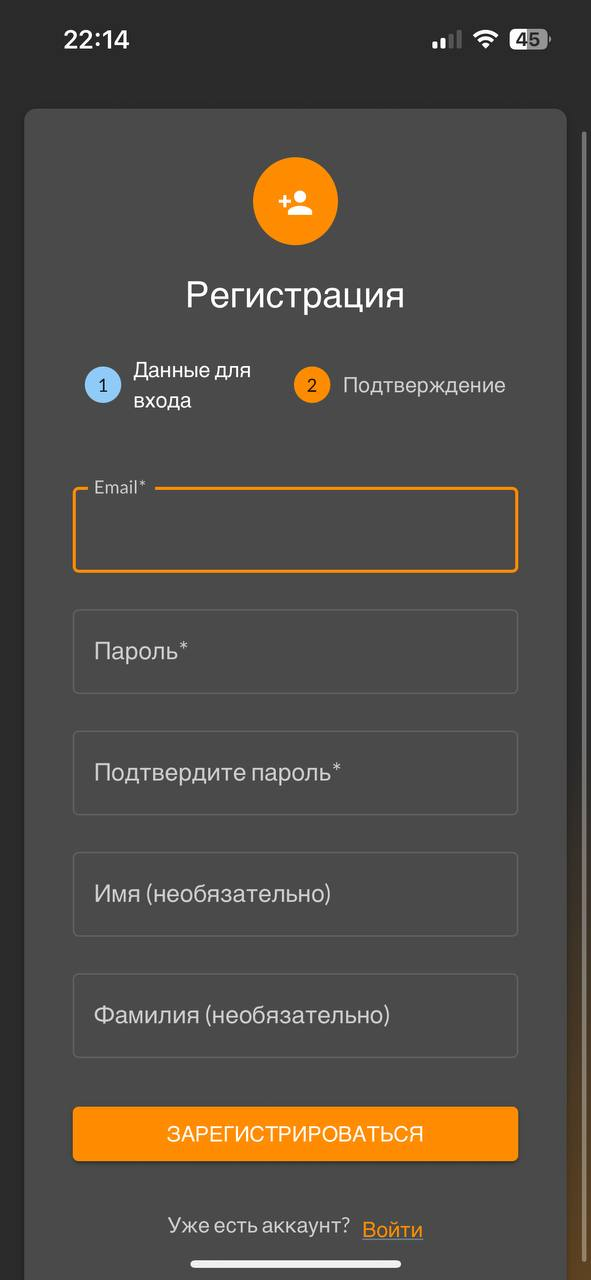 22:14
45
Регистрация
1
Данные для
входа
2
Подтверждение
Email*
Пароль*
Подтвердите пароль*
Имя (необязательно)
Фамилия (необязательно)
ЗАРЕГИСТРИРОВАТЬСЯ
Уже есть аккаунт? Войти